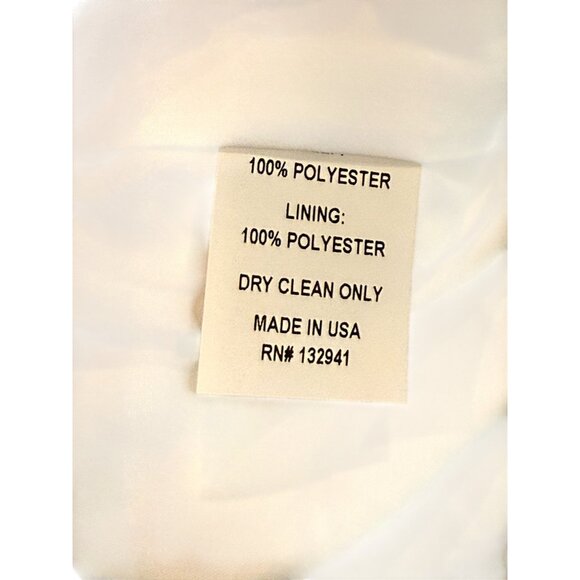 100% POLYESTER
LINING:
100% POLYESTER
DRY CLEAN ONLY
MADE IN USA
RN# 132941